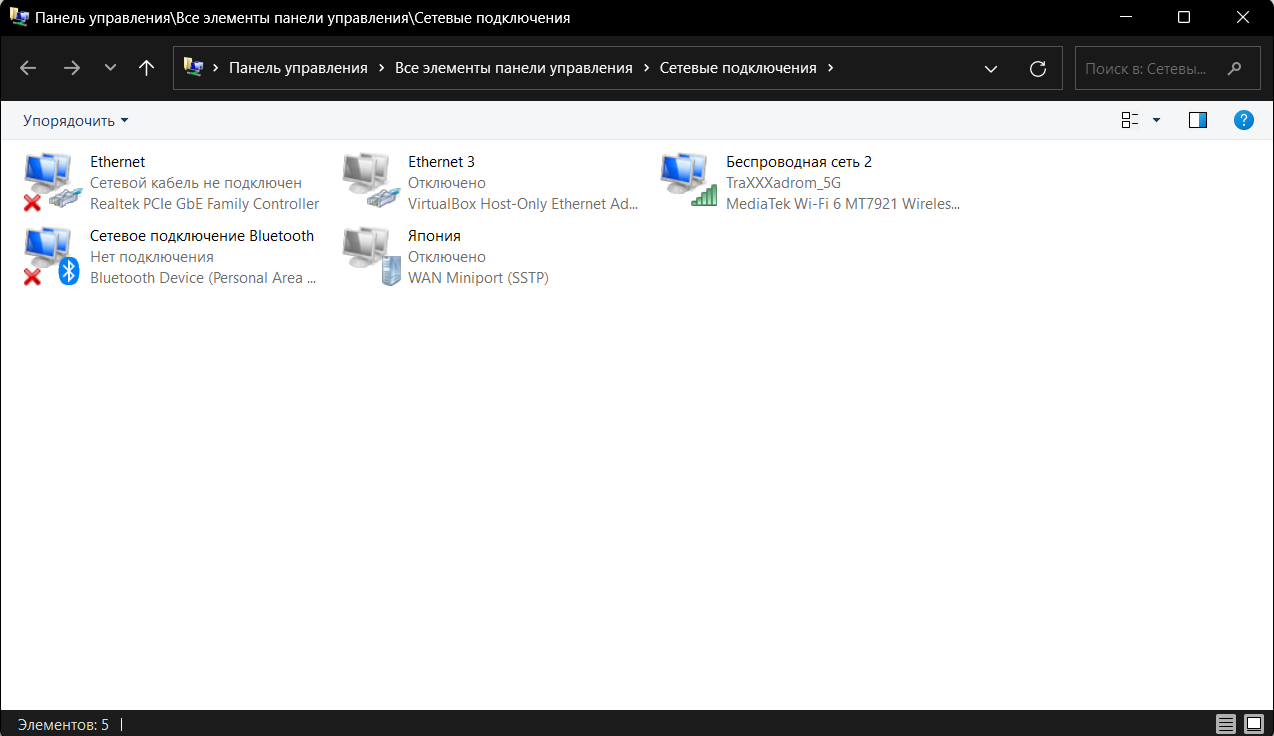 Панель управления\Все элементы панели управления\Сетевые подключения
Панель управления
Все элементы панели управления
Сетевые подключения
Поиск в: Сетевы...
Упорядочить
?
Ethernet
Сетевой кабель не подключен
Realtek PCIe GbE Family Controller
Ethernet 3
Отключено
VirtualBox Host-Only Ethernet Ad...
Беспроводная сеть 2
TraXXXadrom_5G
MediaTek Wi-Fi 6 MT7921 Wireles...
Сетевое подключение Bluetooth
Нет подключения
Bluetooth Device (Personal Area ...
Япония
Отключено
WAN Miniport (SSTP)
Элементов: 5